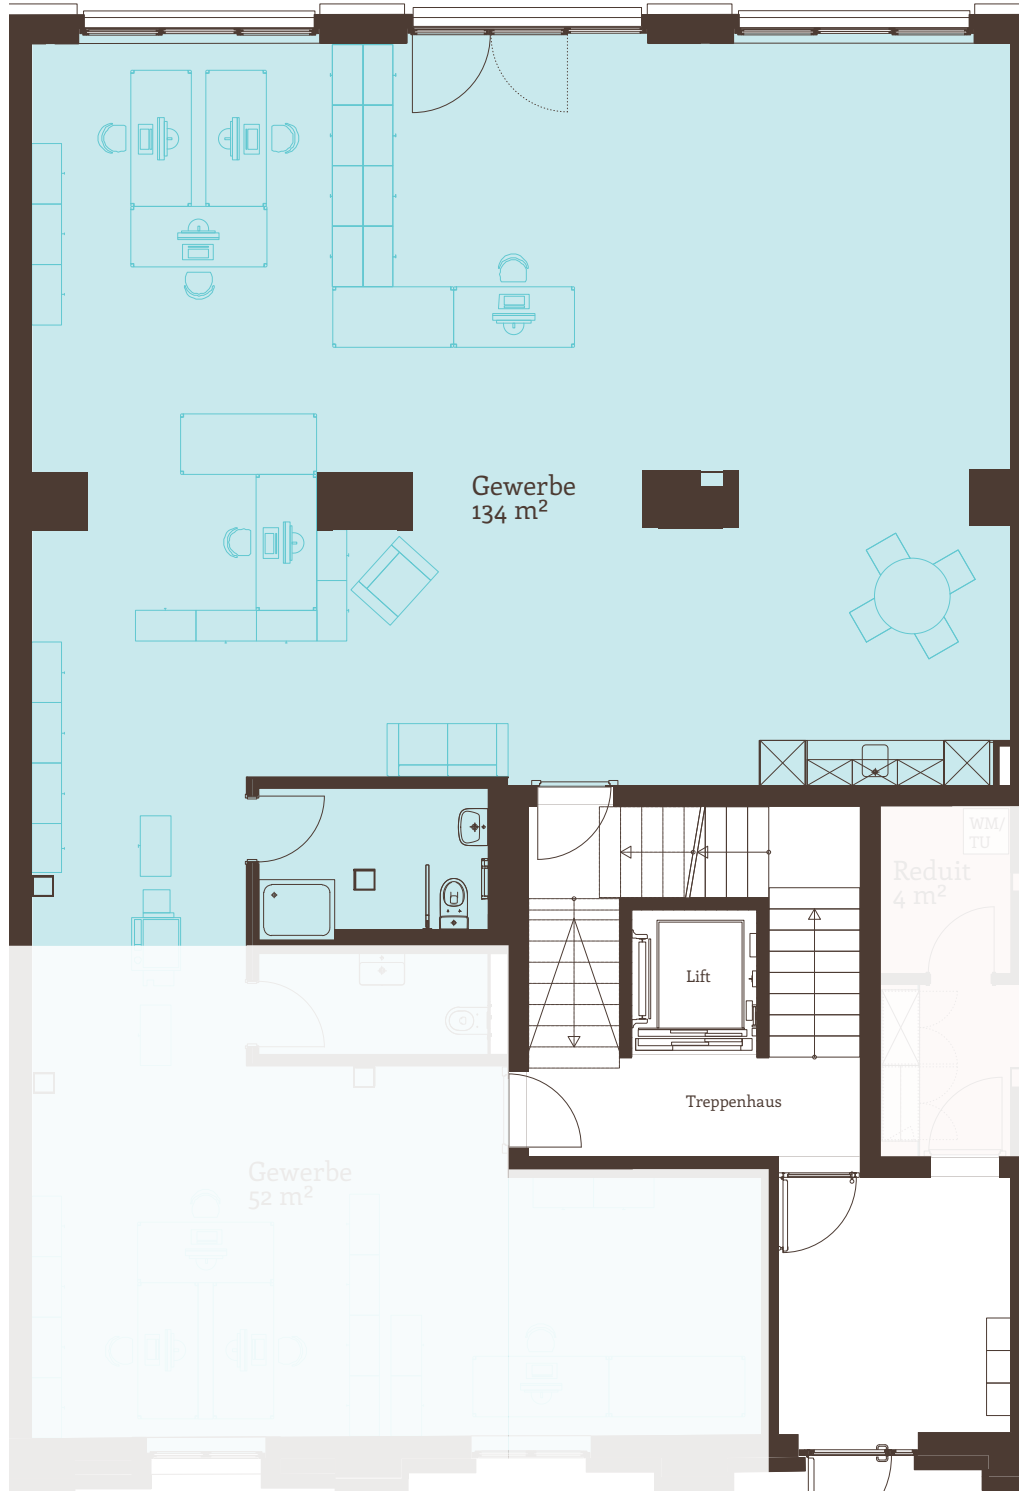 Gewerbe
134 m²
WM/
TU
Reduit
4 m²
Lift
Treppenhaus
Gewerbe
52 m²